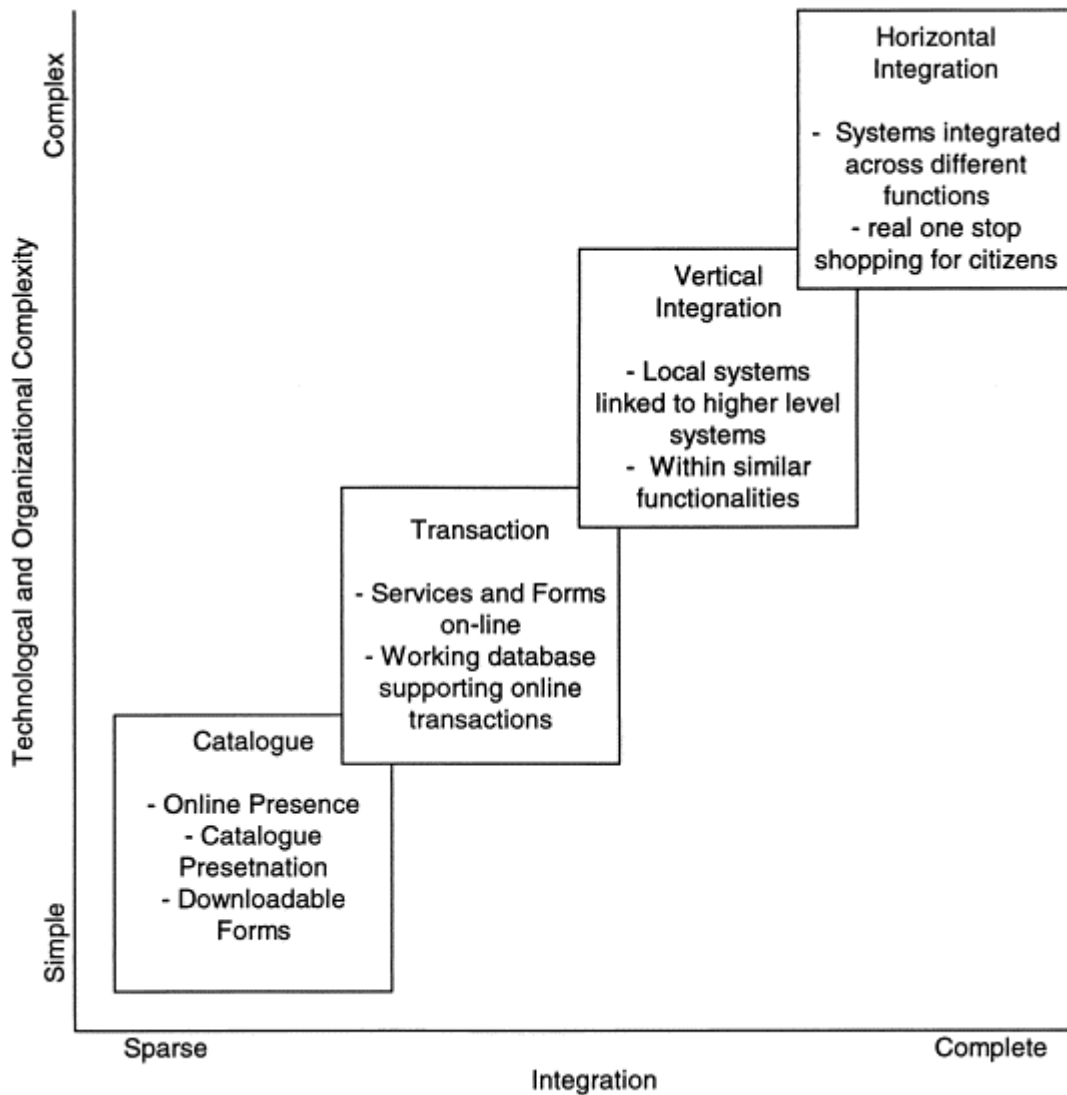 Technologcal and Organizational Complexity
Complex
Simple
Horizontal
Integration
- Systems integrated
across different
functions
- real one stop
shopping for citizens
Vertical
Integration
- Local systems
linked to higher level
systems
- Within similar
functionalities
Transaction
- Services and Forms
on-line
- Working database
supporting online
transactions
Catalogue
- Online Presence
- Catalogue
Presetnation
- Downloadable
Forms
Sparse
Complete
Integration